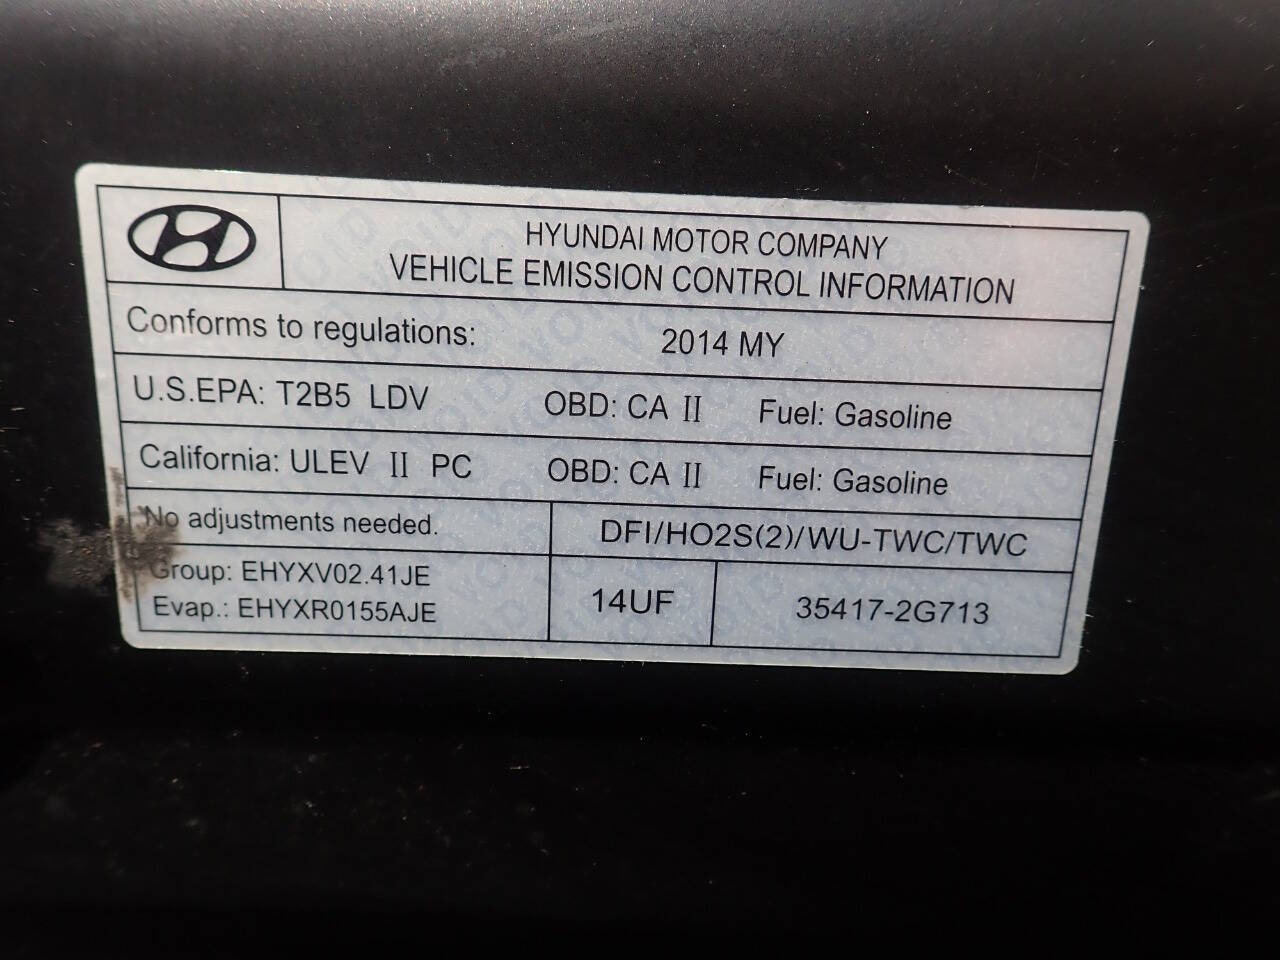 HYUNDAI MOTOR COMPANY
VEHICLE EMISSION CONTROL INFORMATION
Conforms to regulations: 2014 MY
U.S.EPA: T2B5 LDV OBD: CA II Fuel: Gasoline
California: ULEV II PC OBD: CA II Fuel: Gasoline
No adjustments needed. DFI/HO2S(2)/WU-TWC/TWC
Group: EHYXV02.41JE
Evap.: EHYXR0155AJE
14UF 35417-2G713